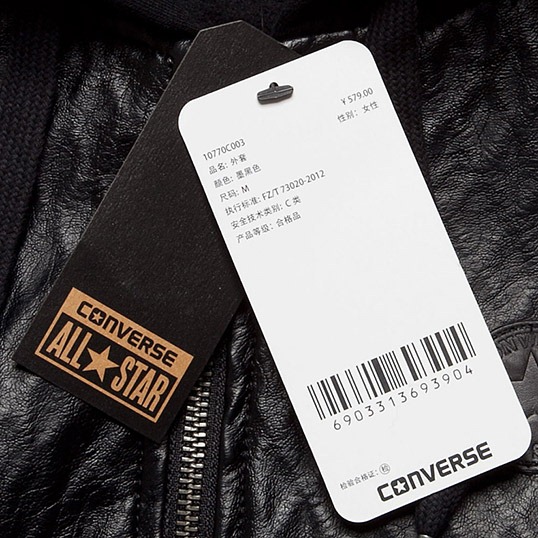 CONVERSE
ALL★STAR
¥ 579.00
性别: 女性
10770C003
品名: 外套
颜色: 墨黑色
尺码: M
执行标准: FZ/T 73020-2012
安全技术类别: C 类
产品等级: 合格品
6903313693904
检验合格证: 检
CONVERSE